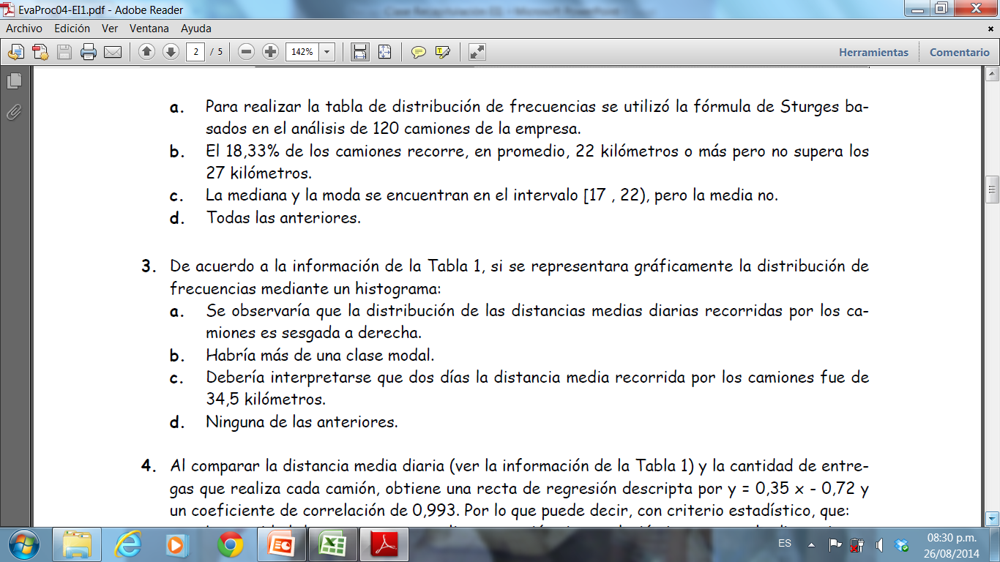 EvaProc04-EI1.pdf - Adobe Reader
Archivo Edición Ver Ventana Ayuda
2 / 5 142% Herramientas Comentario
a. Para realizar la tabla de distribución de frecuencias se utilizó la fórmula de Sturges ba-
sados en el análisis de 120 camiones de la empresa.
b. El 18,33% de los camiones recorre, en promedio, 22 kilómetros o más pero no supera los
27 kilómetros.
c. La mediana y la moda se encuentran en el intervalo [17 , 22), pero la media no.
d. Todas las anteriores.
3. De acuerdo a la información de la Tabla 1, si se representara gráficamente la distribución de
frecuencias mediante un histograma:
a. Se observaría que la distribución de las distancias medias diarias recorridas por los ca-
miones es sesgada a derecha.
b. Habría más de una clase modal.
c. Debería interpretarse que dos días la distancia media recorrida por los camiones fue de
34,5 kilómetros.
d. Ninguna de las anteriores.
4. Al comparar la distancia media diaria (ver la información de la Tabla 1) y la cantidad de entre-
gas que realiza cada camión, obtiene una recta de regresión descripta por y = 0,35 x - 0,72 y
un coeficiente de correlación de 0,993. Por lo que puede decir, con criterio estadístico, que:
ES 08:30 p.m.
26/08/2014